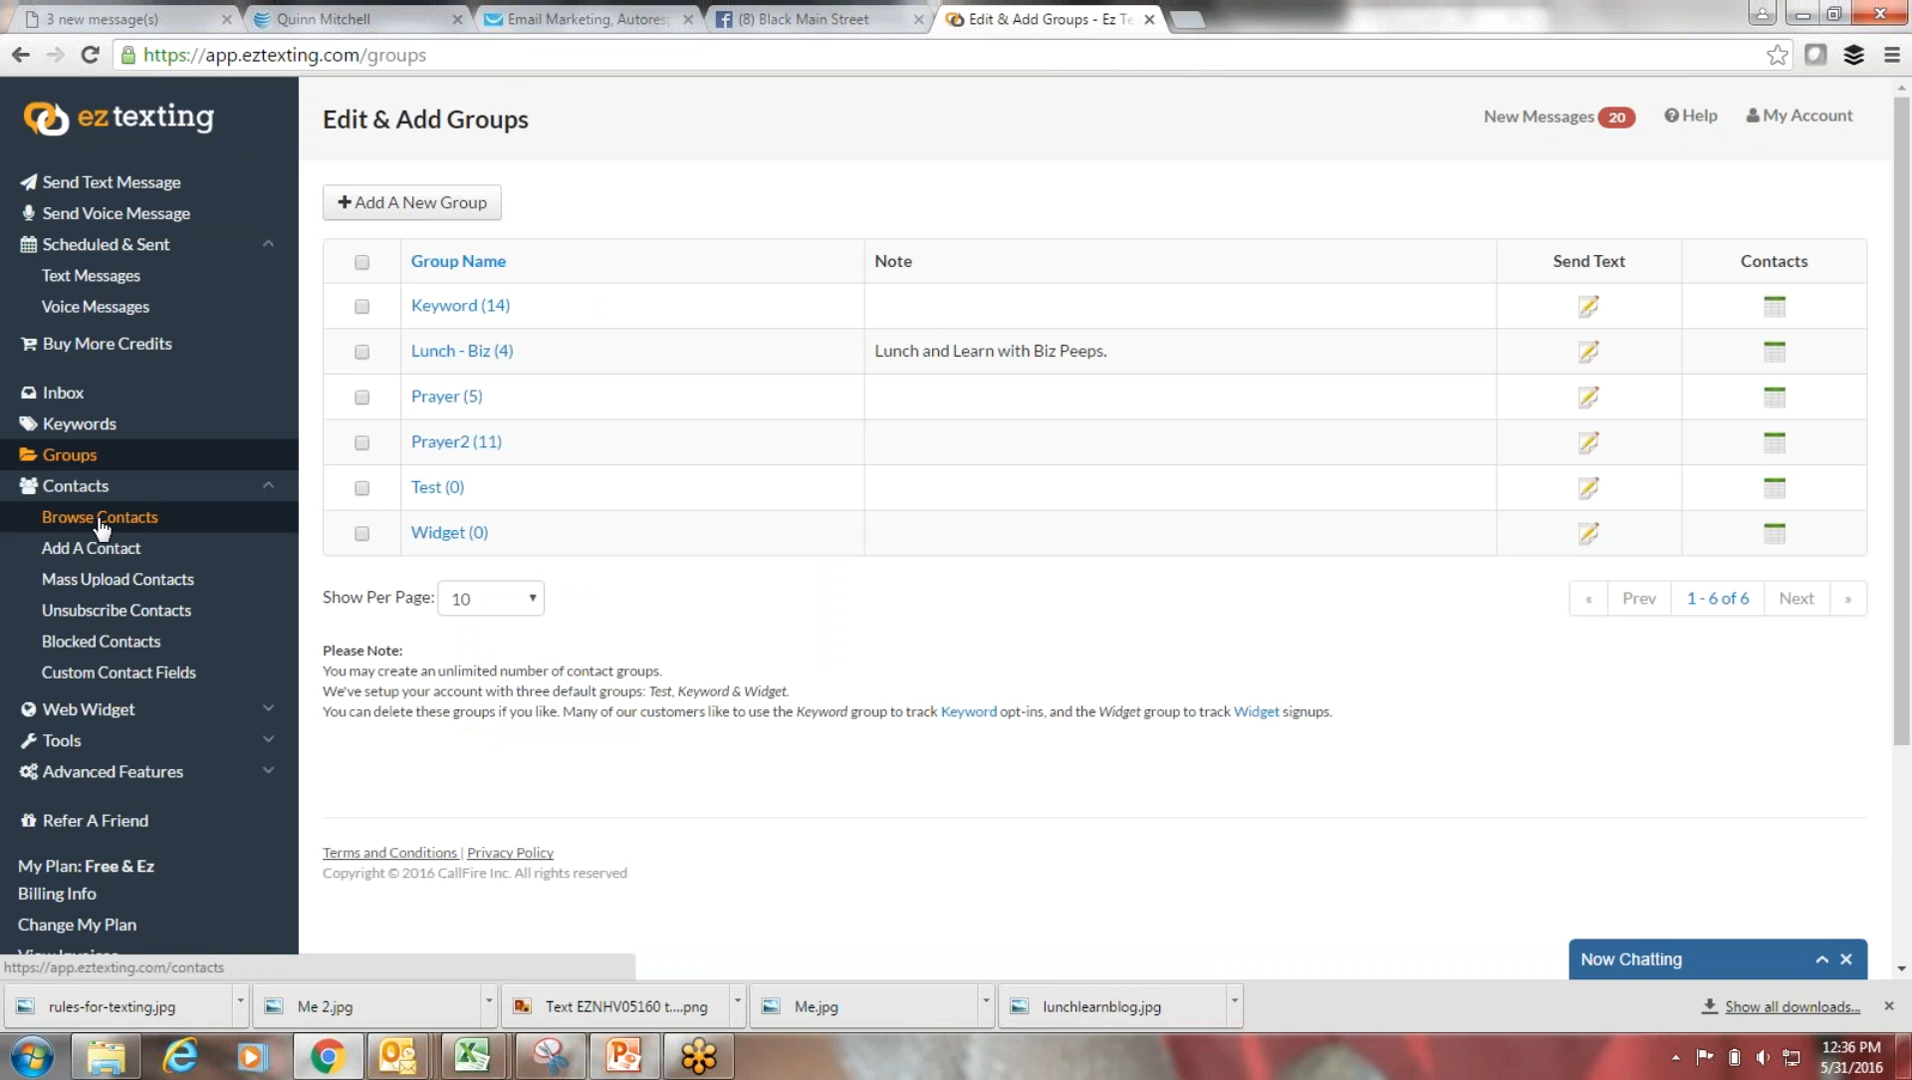 3 new message(s)
Quinn Mitchell
Email Marketing, Autores
(8) Black Main Street
Edit & Add Groups - Ez Te
https://app.eztexting.com/groups
ez texting
Edit & Add Groups
New Messages 20
Help
My Account
Send Text Message
Send Voice Message
Scheduled & Sent
Text Messages
Voice Messages
Buy More Credits
Inbox
Keywords
Groups
Contacts
Browse Contacts
Add A Contact
Mass Upload Contacts
Unsubscribe Contacts
Blocked Contacts
Custom Contact Fields
Web Widget
Tools
Advanced Features
Refer A Friend
My Plan: Free & Ez
Billing Info
Change My Plan
https://app.eztexting.com/contacts
+ Add A New Group
Group Name Note Send Text Contacts
Keyword (14)
Lunch - Biz (4) Lunch and Learn with Biz Peeps.
Prayer (5)
Prayer2 (11)
Test (0)
Widget (0)
Show Per Page: 10
« Prev 1 - 6 of 6 Next »
Please Note:
You may create an unlimited number of contact groups.
We've setup your account with three default groups: Test, Keyword & Widget.
You can delete these groups if you like. Many of our customers like to use the Keyword group to track Keyword opt-ins, and the Widget group to track Widget signups.
Terms and Conditions | Privacy Policy
Copyright © 2016 CallFire Inc. All rights reserved
Now Chatting
rules-for-texting.jpg
Me 2.jpg
Text EZNHV05160 t....png
Me.jpg
lunchlearnblog.jpg
Show all downloads...
12:36 PM
5/31/2016